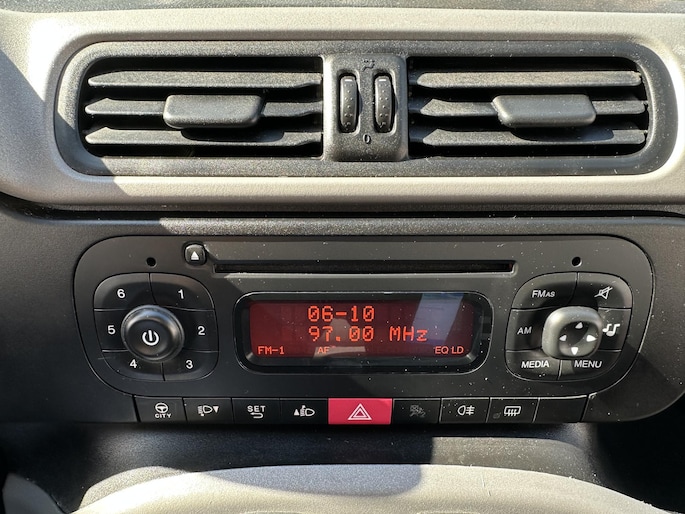 0
6 1
5 2
4 3
06-10
97.00 MHz
FM-1 AF EQ LD
FMAS
AM
MEDIA MENU
CITY
SET